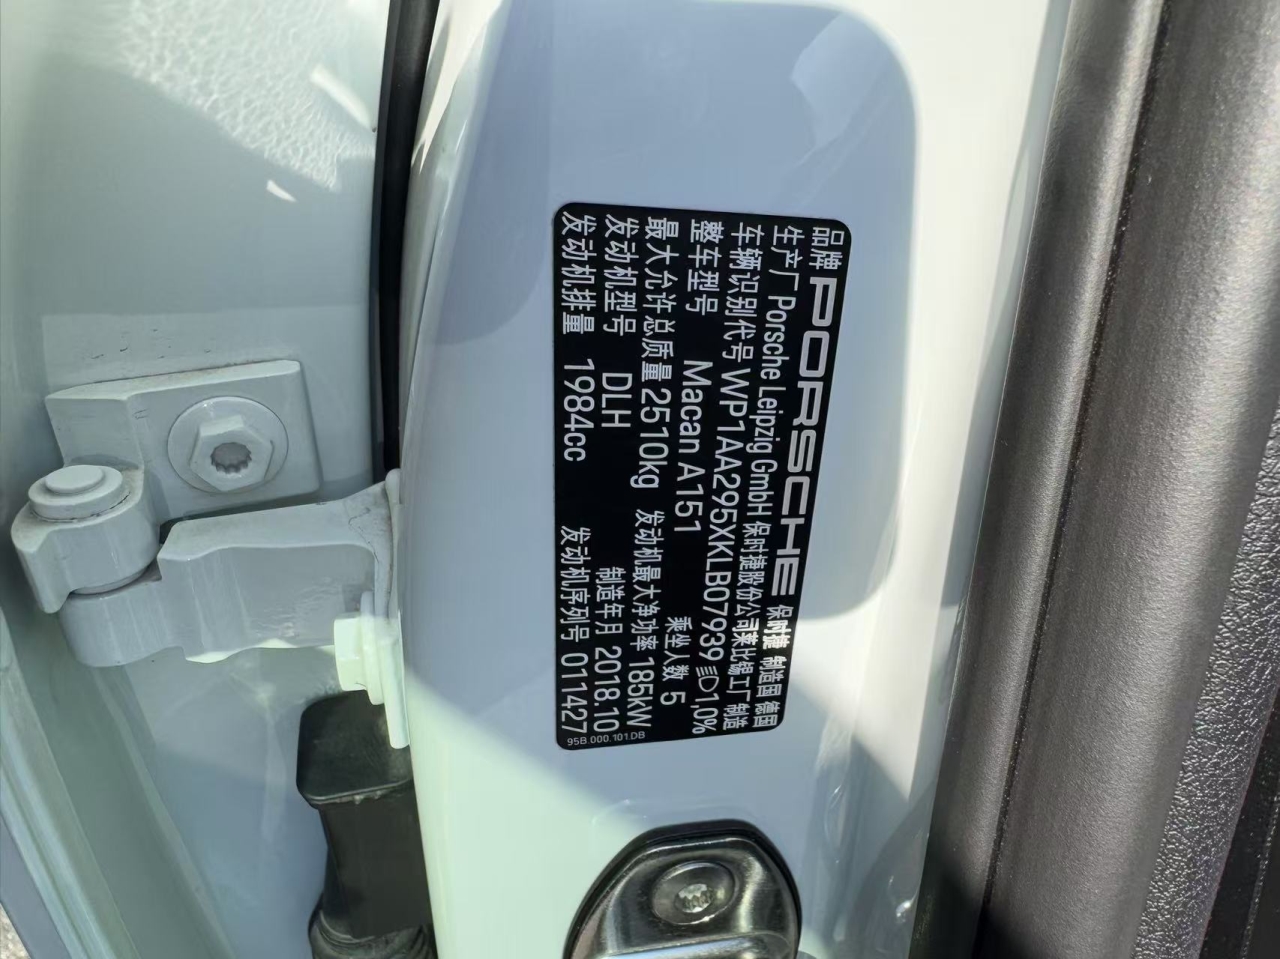 品牌 PORSCHE 保时捷 制造国 德国
生产厂 Porsche Leipzig GmbH 保时捷股份公司莱比锡工厂 制造
车辆识别代号 WP1AA295XKLB07939 1,0%
整车型号 Macan A151 乘坐人数 5
最大允许总质量 2510kg 发动机最大净功率 185kW
发动机型号 DLH 制造年月 2018.10
发动机排量 1984cc 发动机序列号 011427
95B.000.101.DB